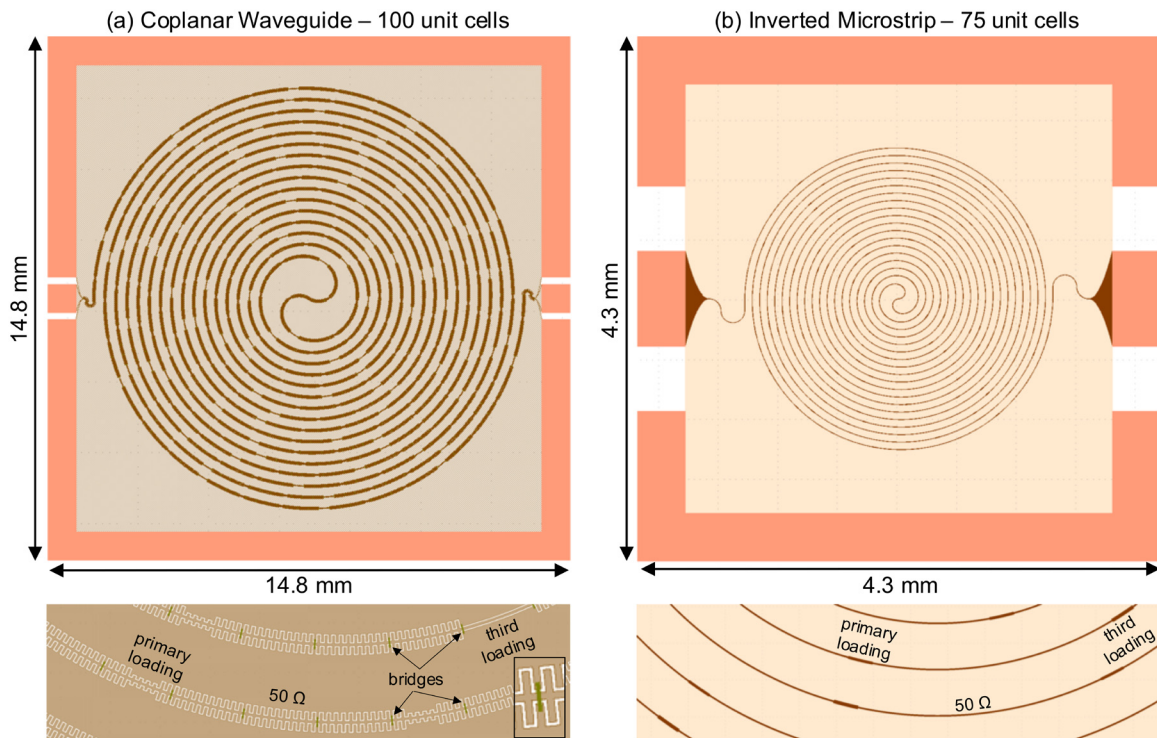 (a) Coplanar Waveguide – 100 unit cells
14.8 mm
14.8 mm
primary
loading
50 Ω
bridges
third
loading
(b) Inverted Microstrip – 75 unit cells
4.3 mm
4.3 mm
primary
loading
50 Ω
third
loading